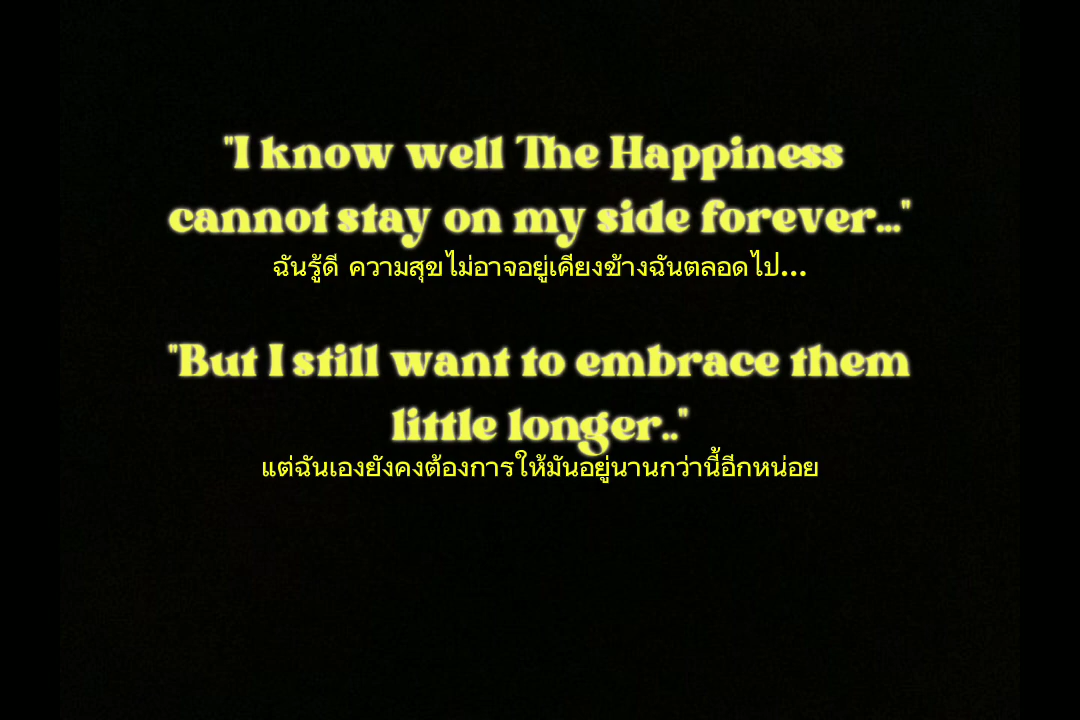 "I know well The Happiness
cannot stay on my side forever..."
ฉันรู้ดี ความสุขไม่อาจอยู่เคียงข้างฉันตลอดไป...
"But I still want to embrace them
little longer.."
แต่ฉันเองยังคงต้องการให้มันอยู่นานกว่านี้อีกหน่อย